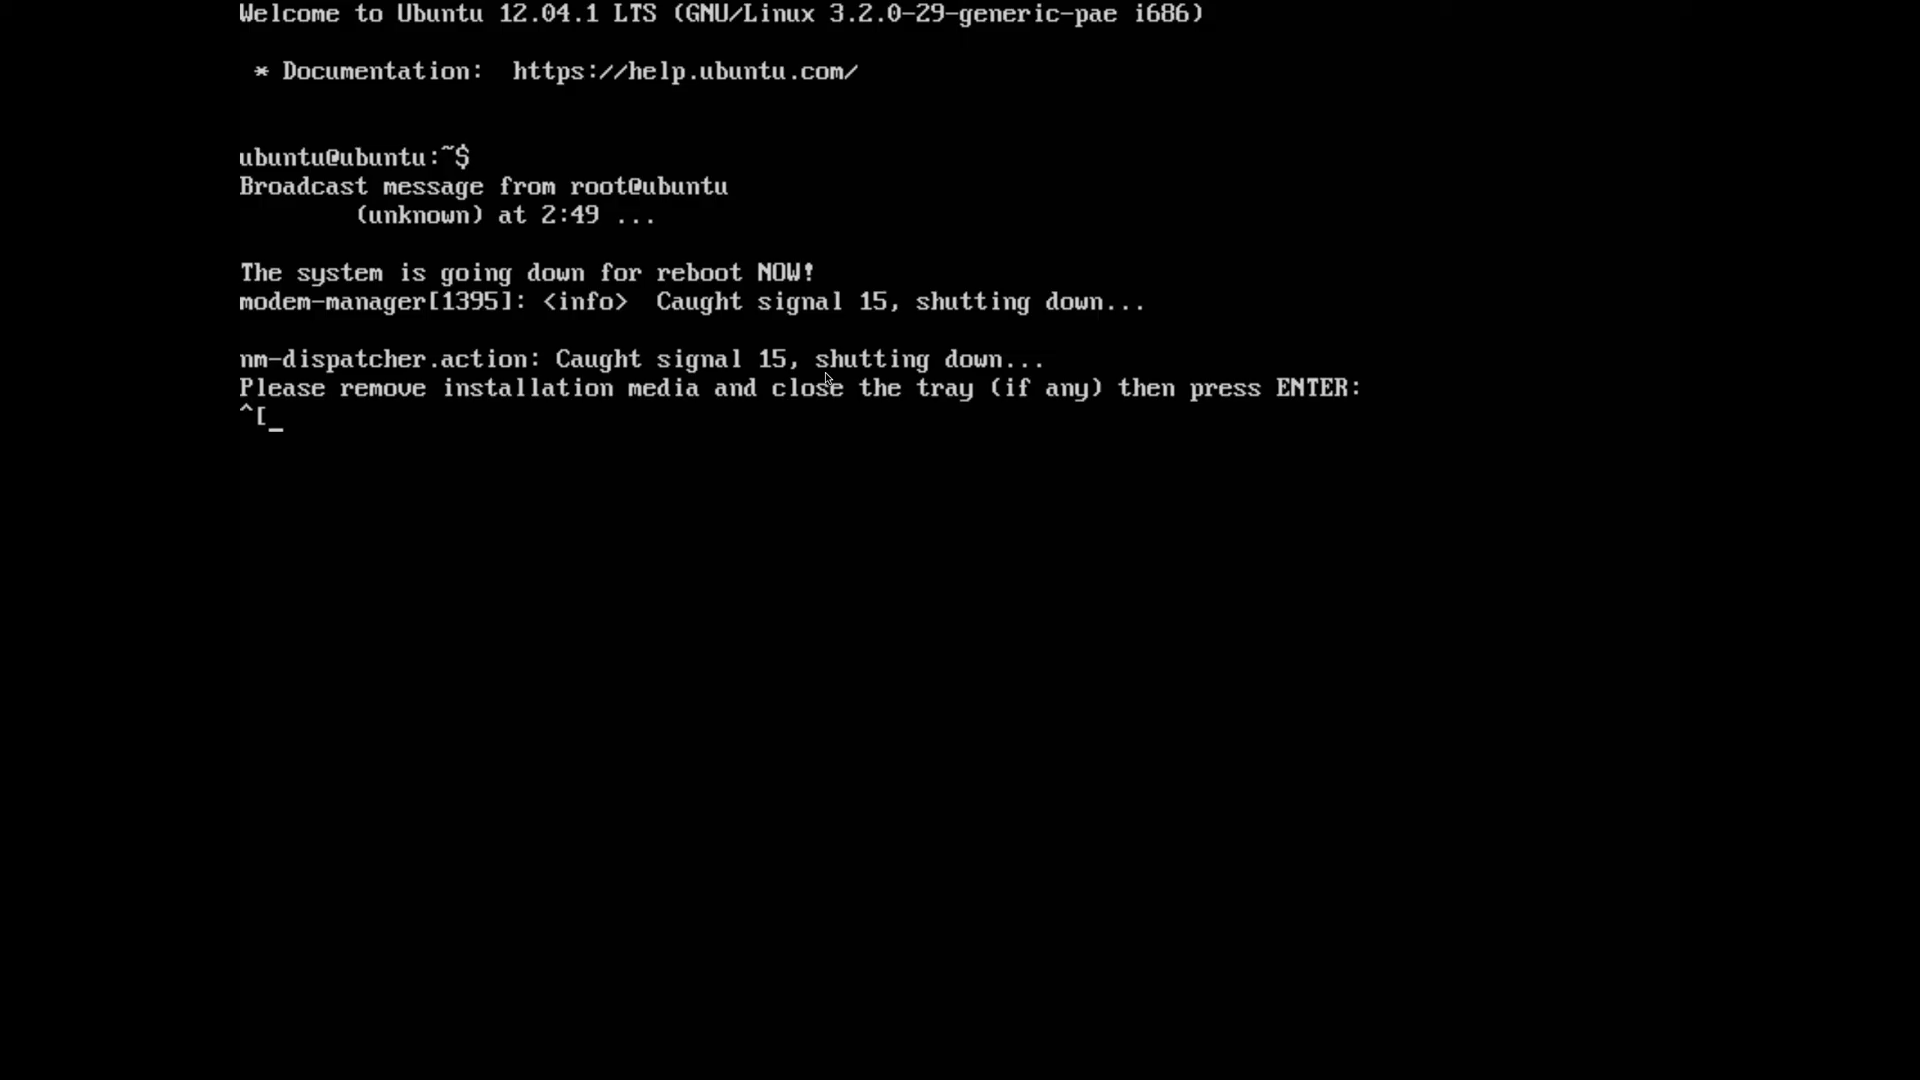 Welcome to Ubuntu 12.04.1 LTS (GNU/Linux 3.2.0-29-generic-pae i686)
* Documentation:  https://help.ubuntu.com/
ubuntu@ubuntu:~$
Broadcast message from root@ubuntu
(unknown) at 2:49 ...
The system is going down for reboot NOW!
modem-manager[1395]: <info>  Caught signal 15, shutting down...
nm-dispatcher.action: Caught signal 15, shutting down...
Please remove installation media and close the tray (if any) then press ENTER:
^[_